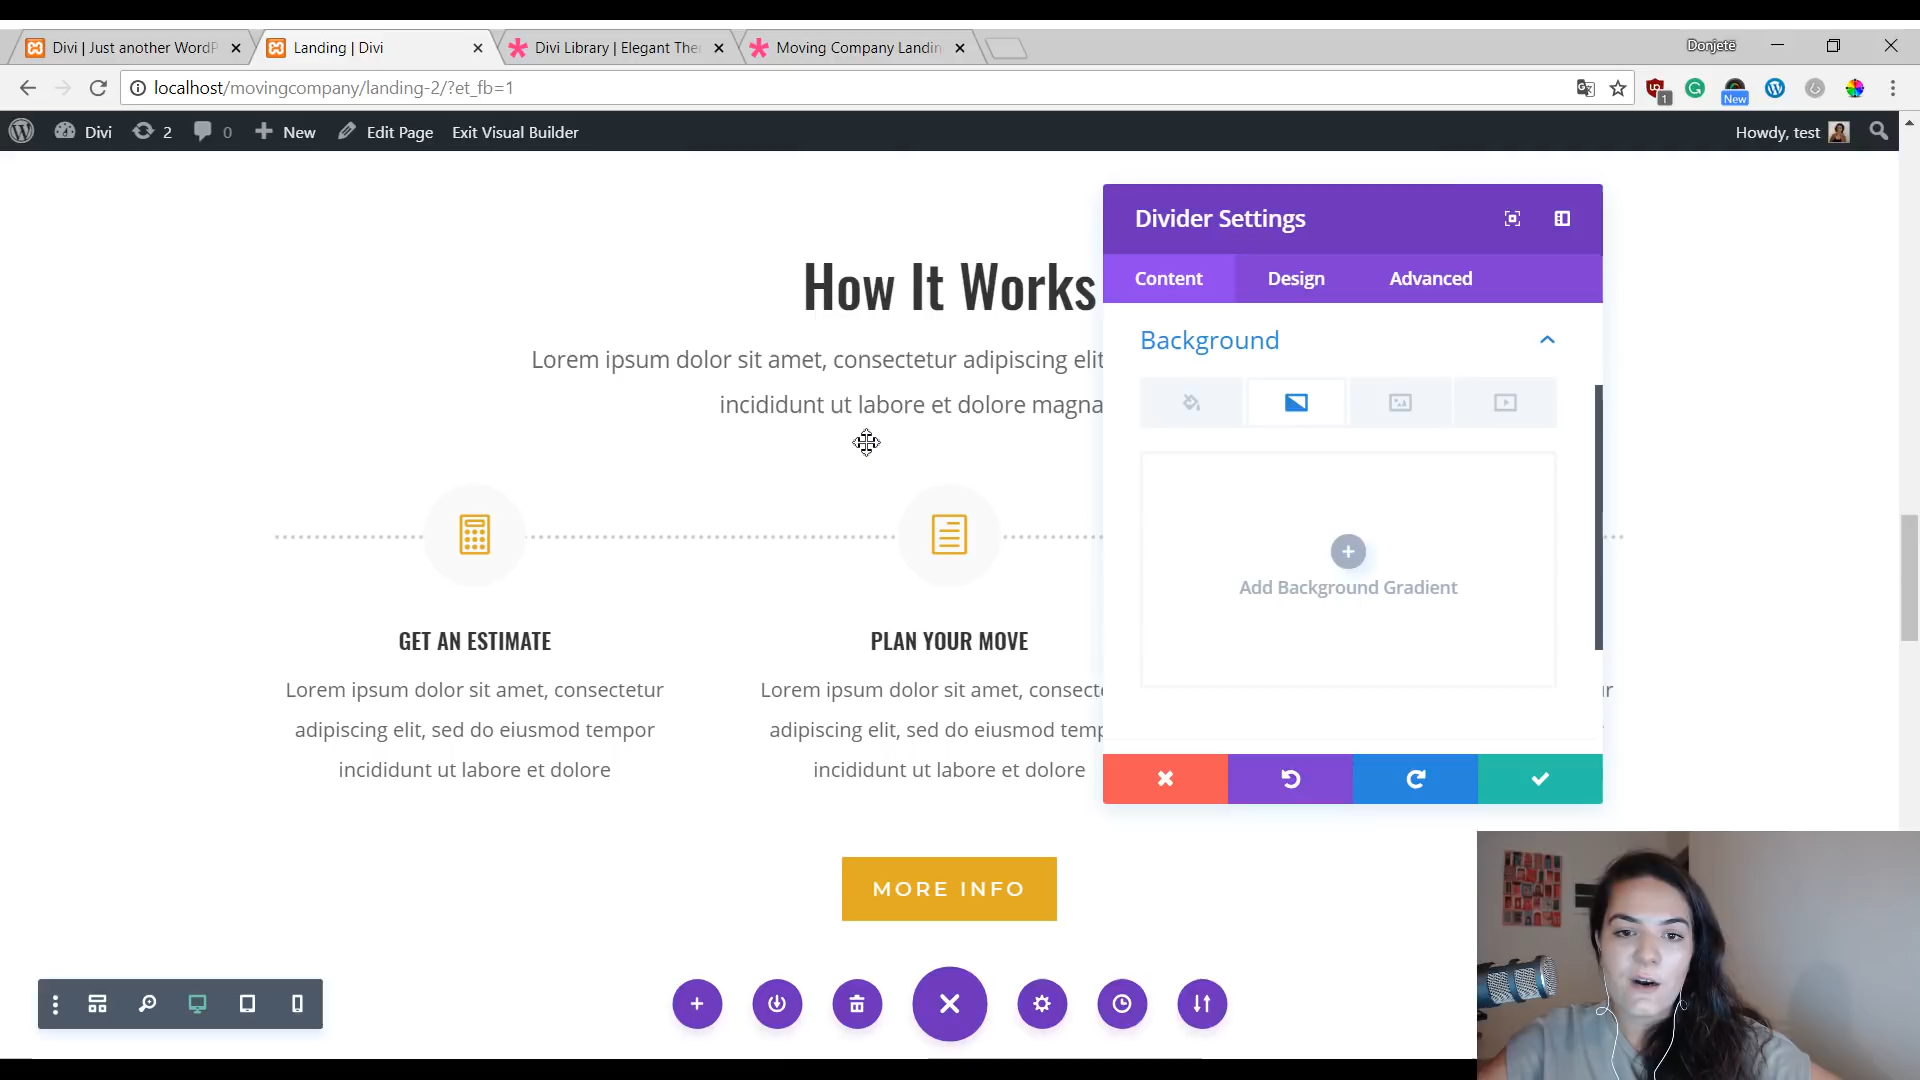 Donjetë
Divi | Just another WordP
Landing | Divi
Divi Library | Elegant The
Moving Company Landin
localhost/movingcompany/landing-2/?et_fb=1
1
New
Divi
2
0
New
Edit Page
Exit Visual Builder
Howdy, test
Divider Settings
Content
Design
Advanced
Background
Add Background Gradient
How It Works
Lorem ipsum dolor sit amet, consectetur adipiscing elit
incididunt ut labore et dolore magna
GET AN ESTIMATE
Lorem ipsum dolor sit amet, consectetur
adipiscing elit, sed do eiusmod tempor
incididunt ut labore et dolore
PLAN YOUR MOVE
Lorem ipsum dolor sit amet, consecte
adipiscing elit, sed do eiusmod temp
incididunt ut labore et dolore
MORE INFO